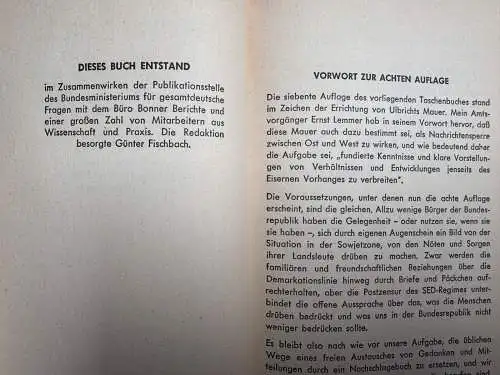 DIESES BUCH ENTSTAND
im Zusammenwirken der Publikationsstelle
des Bundesministeriums für gesamtdeutsche
Fragen mit dem Büro Bonner Berichte und
einer großen Zahl von Mitarbeitern aus
Wissenschaft und Praxis. Die Redaktion
besorgte Günter Fischbach.
VORWORT ZUR ACHTEN AUFLAGE
Die siebente Auflage des vorliegenden Taschenbuches stand
im Zeichen der Errichtung von Ulbrichts Mauer. Mein Amts-
vorgänger Ernst Lemmer hob in seinem Vorwort hervor, daß
diese Mauer auch dazu bestimmt sei, als Nachrichtensperre
zwischen Ost und West zu wirken, und wie bedeutend daher
die Aufgabe sei, „fundierte Kenntnisse und klare Vorstellun-
gen von Verhältnissen und Entwicklungen jenseits des
Eisernen Vorhanges zu verbreiten".
Die Voraussetzungen, unter denen nun die achte Auflage
erscheint, sind die gleichen. Allzu wenige Bürger der Bundes-
republik haben die Gelegenheit – oder nutzen sie, wenn sie
sie haben –, sich durch eigenen Augenschein ein Bild von der
Situation in der Sowjetzone, von den Nöten und Sorgen
ihrer Landsleute drüben zu machen. Zwar werden die
familiären und freundschaftlichen Beziehungen über die
Demarkationslinie hinweg durch Briefe und Päckchen auf-
rechterhalten, aber die Postzensur des SED-Regimes unter-
bindet die offene Aussprache über das, was die Menschen
drüben bedrückt und was uns in der Bundesrepublik nicht
weniger bedrücken sollte.
Es bleibt also nach wie vor unsere Aufgabe, die üblichen
Wege eines freien Austausches von Gedanken und Mit-
teilungen durch ein Nachschlagebuch zu ersetzen, das